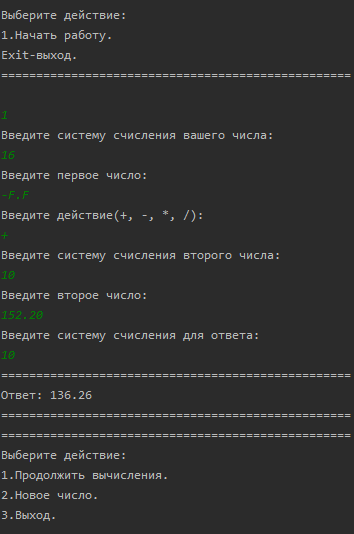 Выберите действие:
1.Начать работу.
Exit-выход.
==================================================
1
Введите систему счисления вашего числа:
16
Введите первое число:
-F.F
Введите действие(+, -, *, /):
+
Введите систему счисления второго числа:
10
Введите второе число:
152.20
Введите систему счисления для ответа:
10
==================================================
Ответ: 136.26
==================================================
==================================================
Выберите действие:
1.Продолжить вычисления.
2.Новое число.
3.Выход.